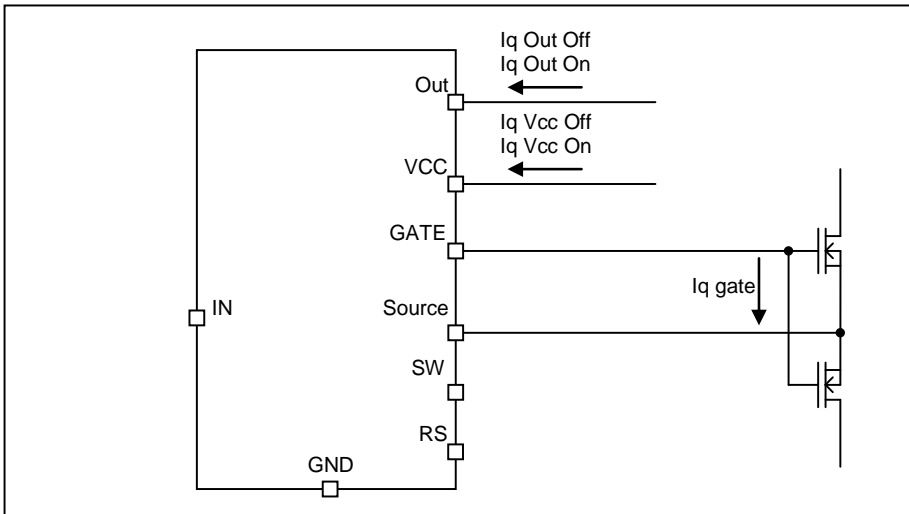 Iq Out Off
Iq Out On
Out
Iq Vcc Off
Iq Vcc On
VCC
GATE
Iq gate
IN
Source
SW
RS
GND